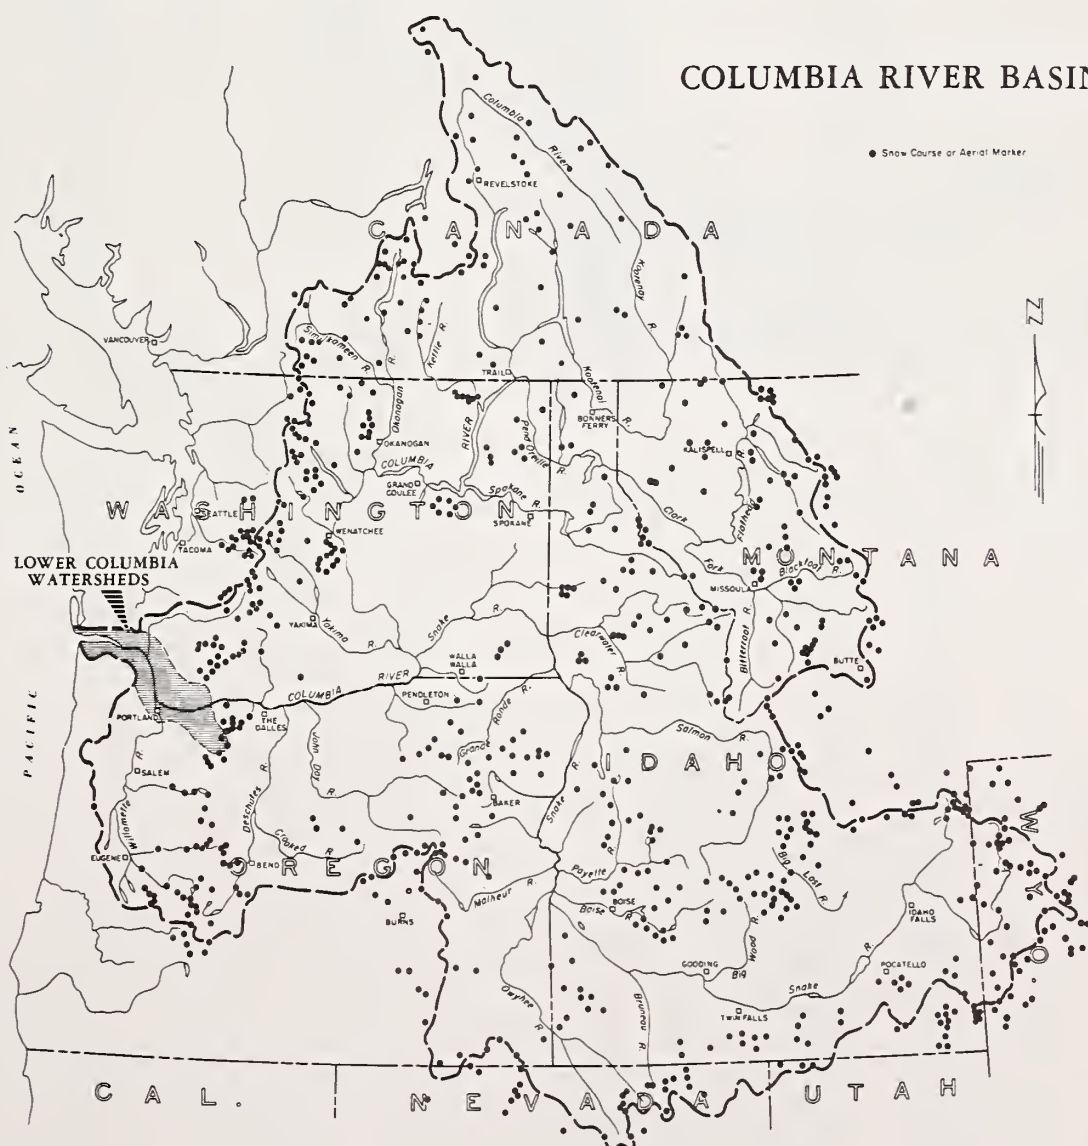 COLUMBIA RIVER BASIN
Snow Course or Aerial Marker
Columbia
River
REVELSTOKE
CANADA
Kootenay
R.
N
VANCOUVER
Similkameen R.
Kettle R.
TRAIL
Okanogan R.
Kootenai R.
BONNERS
FERRY
Pend Oreille R.
OKANOGAN
COLUMBIA
RIVER
KALISPELL
Flathead R.
OCEAN
GRAND
COULEE
Spokane R.
SPOKANE
Clark
Fork
WASHINGTON
SEATTLE
WENATCHEE
TACOMA
MONTANA
Blackfoot R.
MISSOULA
LOWER COLUMBIA
WATERSHEDS
YAKIMA
Yakima R.
Snake R.
Clearwater R.
Bitterroot R.
WALLA
WALLA
BUTTE
PACIFIC
COLUMBIA RIVER
PENDLETON
PORTLAND
THE
DALLES
John Day R.
Grande Ronde R.
Salmon R.
IDAHO
SALEM
Willamette R.
Deschutes R.
Snake R.
BAKER
WYO
Crooked R.
EUGENE
BEND
OREGON
Malheur R.
Payette R.
Boise R.
BOISE
Big Lost R.
IDAHO
FALLS
BURNS
Big Wood R.
GOODING
POCATELLO
Snake R.
TWIN FALLS
Owyhee R.
Bruneau R.
CAL.
NEVADA
UTAH